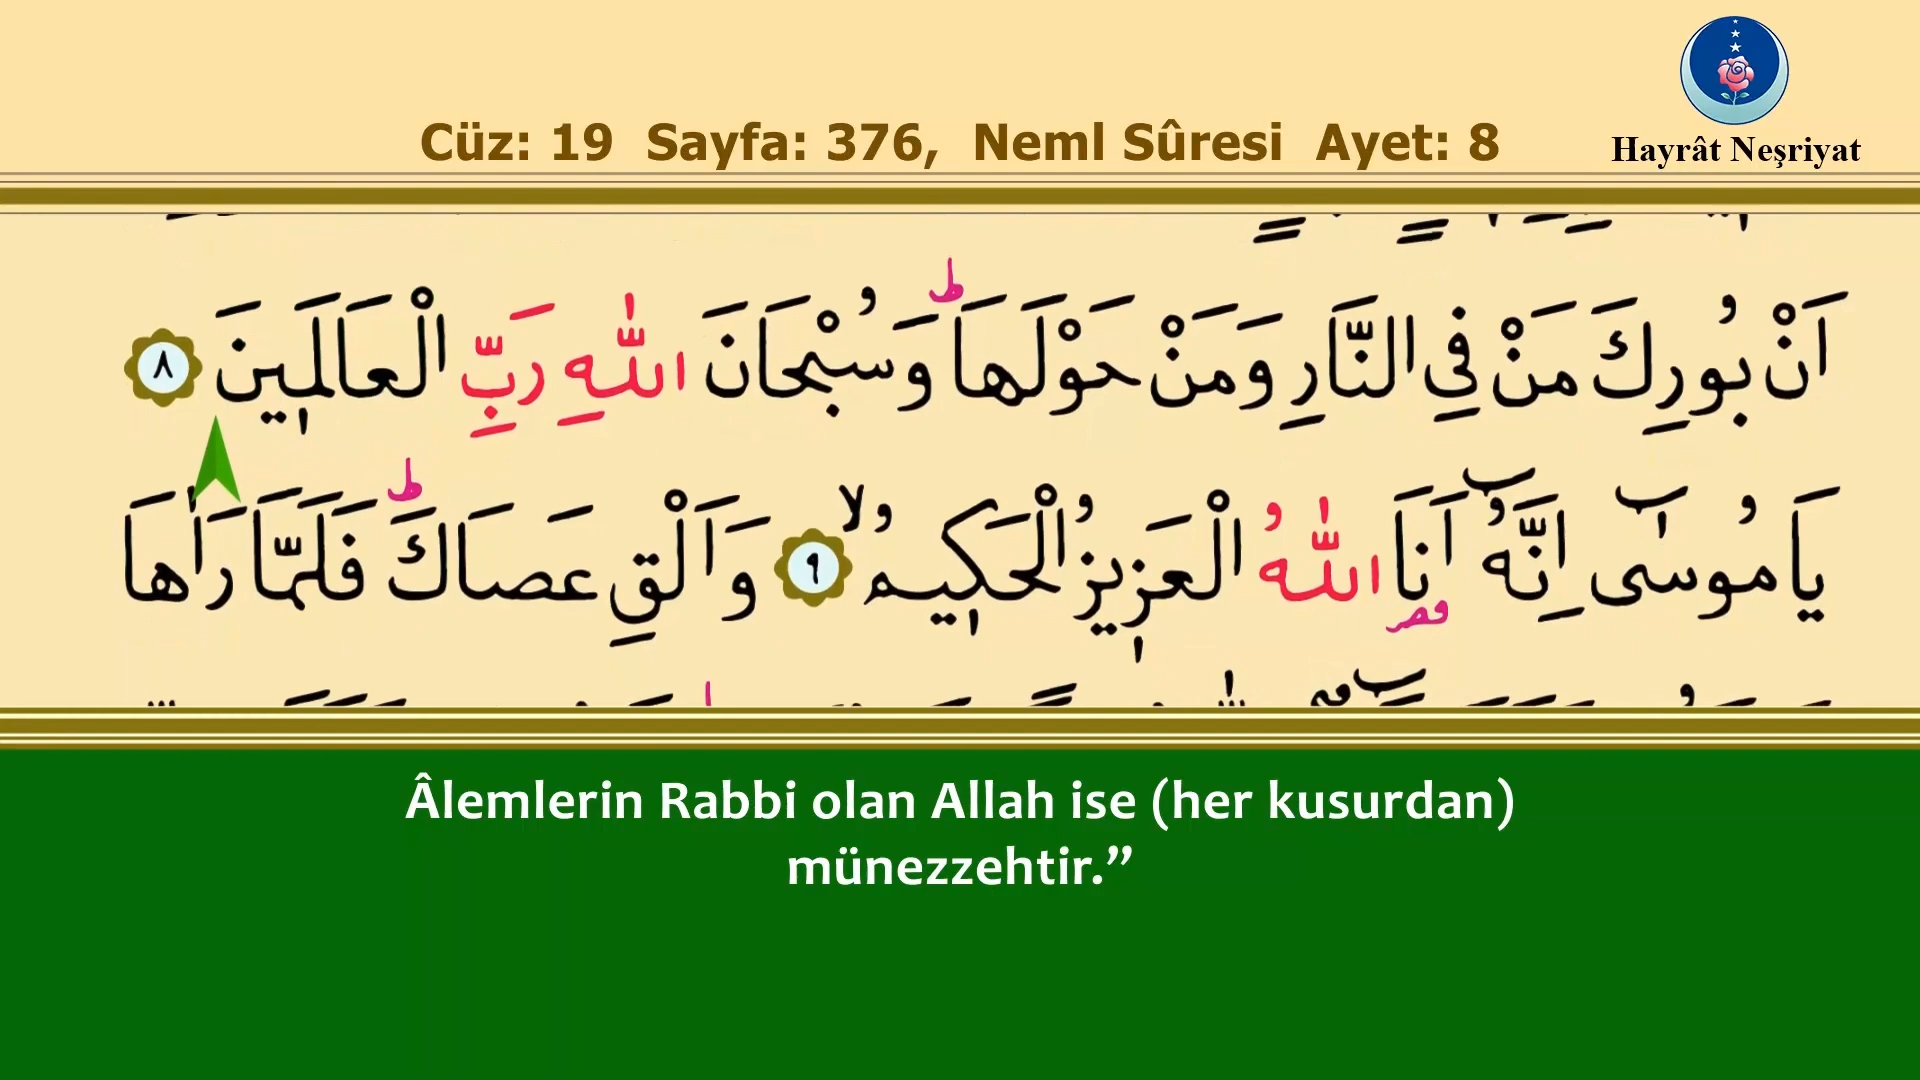 Cüz: 19 Sayfa: 376, Neml Sûresi Ayet: 8
Hayrât Neşriyat
اَنْ بُورِكَ مَنْ فِي النَّارِ وَمَنْ حَوْلَهَا ط وَسُبْحَانَ اللّٰهِ رَبِّ الْعَالَمٖينَ ٨
يَا مُوسٰٓى اِنَّهُٓ اَنَا اللّٰهُ الْعَزٖيزُ الْحَكٖيمُ ۙ ٩ وَاَلْقِ عَصَاكَ ط فَلَمَّا رَاٰهَا
Âlemlerin Rabbi olan Allah ise (her kusurdan)
münezzehtir.”